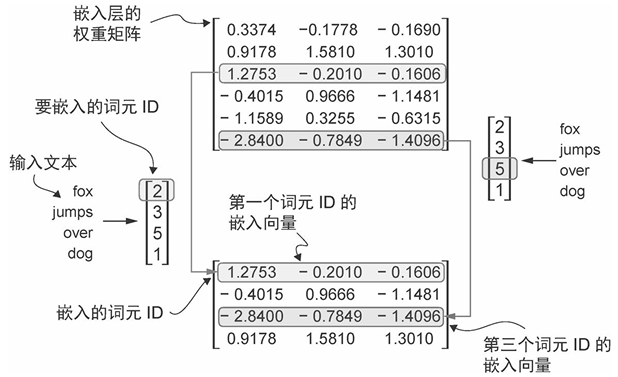 嵌入层的
权重矩阵
0.3374 −0.1778 − 0.1690
0.9178 1.5810 1.3010
1.2753 − 0.2010 − 0.1606
− 0.4015 0.9666 − 1.1481
− 1.1589 0.3255 − 0.6315
− 2.8400 − 0.7849 − 1.4096
要嵌入的词元 ID
输入文本
fox
jumps
over
dog
2
3
5
1
2
3
5
1
fox
jumps
over
dog
第一个词元 ID 的
嵌入向量
嵌入的词元 ID
1.2753 − 0.2010 − 0.1606
− 0.4015 0.9666 − 1.1481
− 2.8400 − 0.7849 − 1.4096
0.9178 1.5810 1.3010
第三个词元 ID 的
嵌入向量